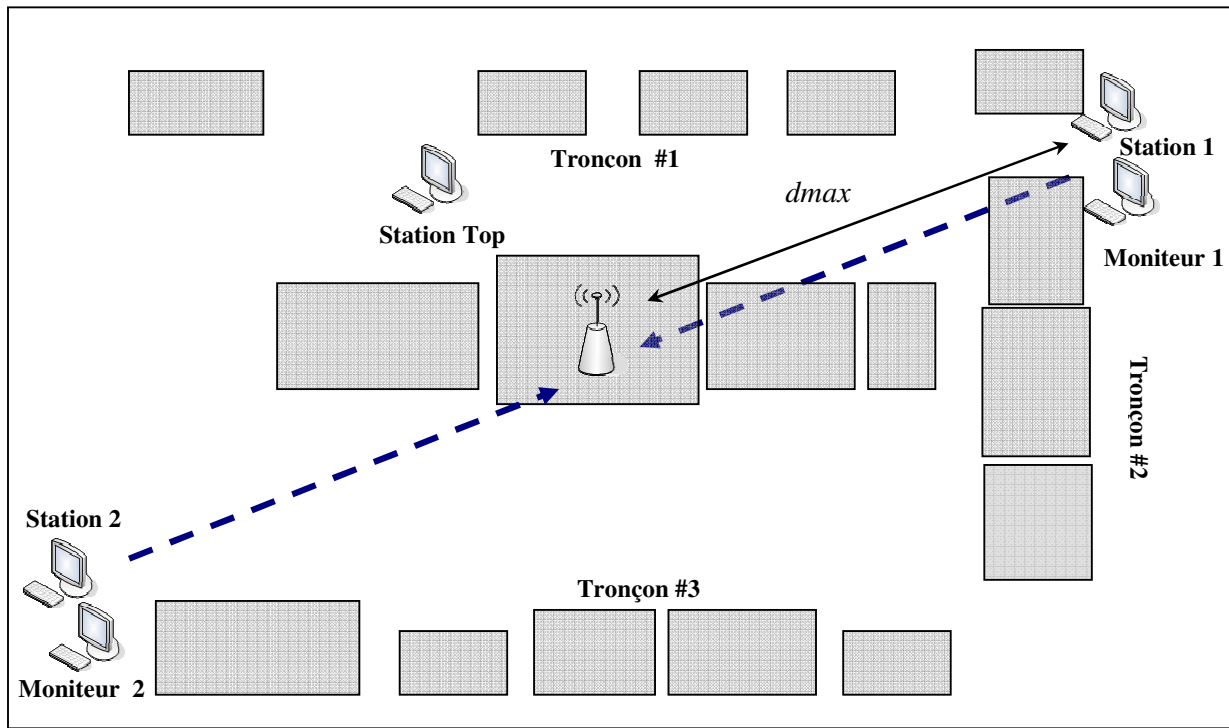 Troncon #1
Station 1
dmax
Station Top
Moniteur 1
Tronçon #2
Station 2
Tronçon #3
Moniteur 2